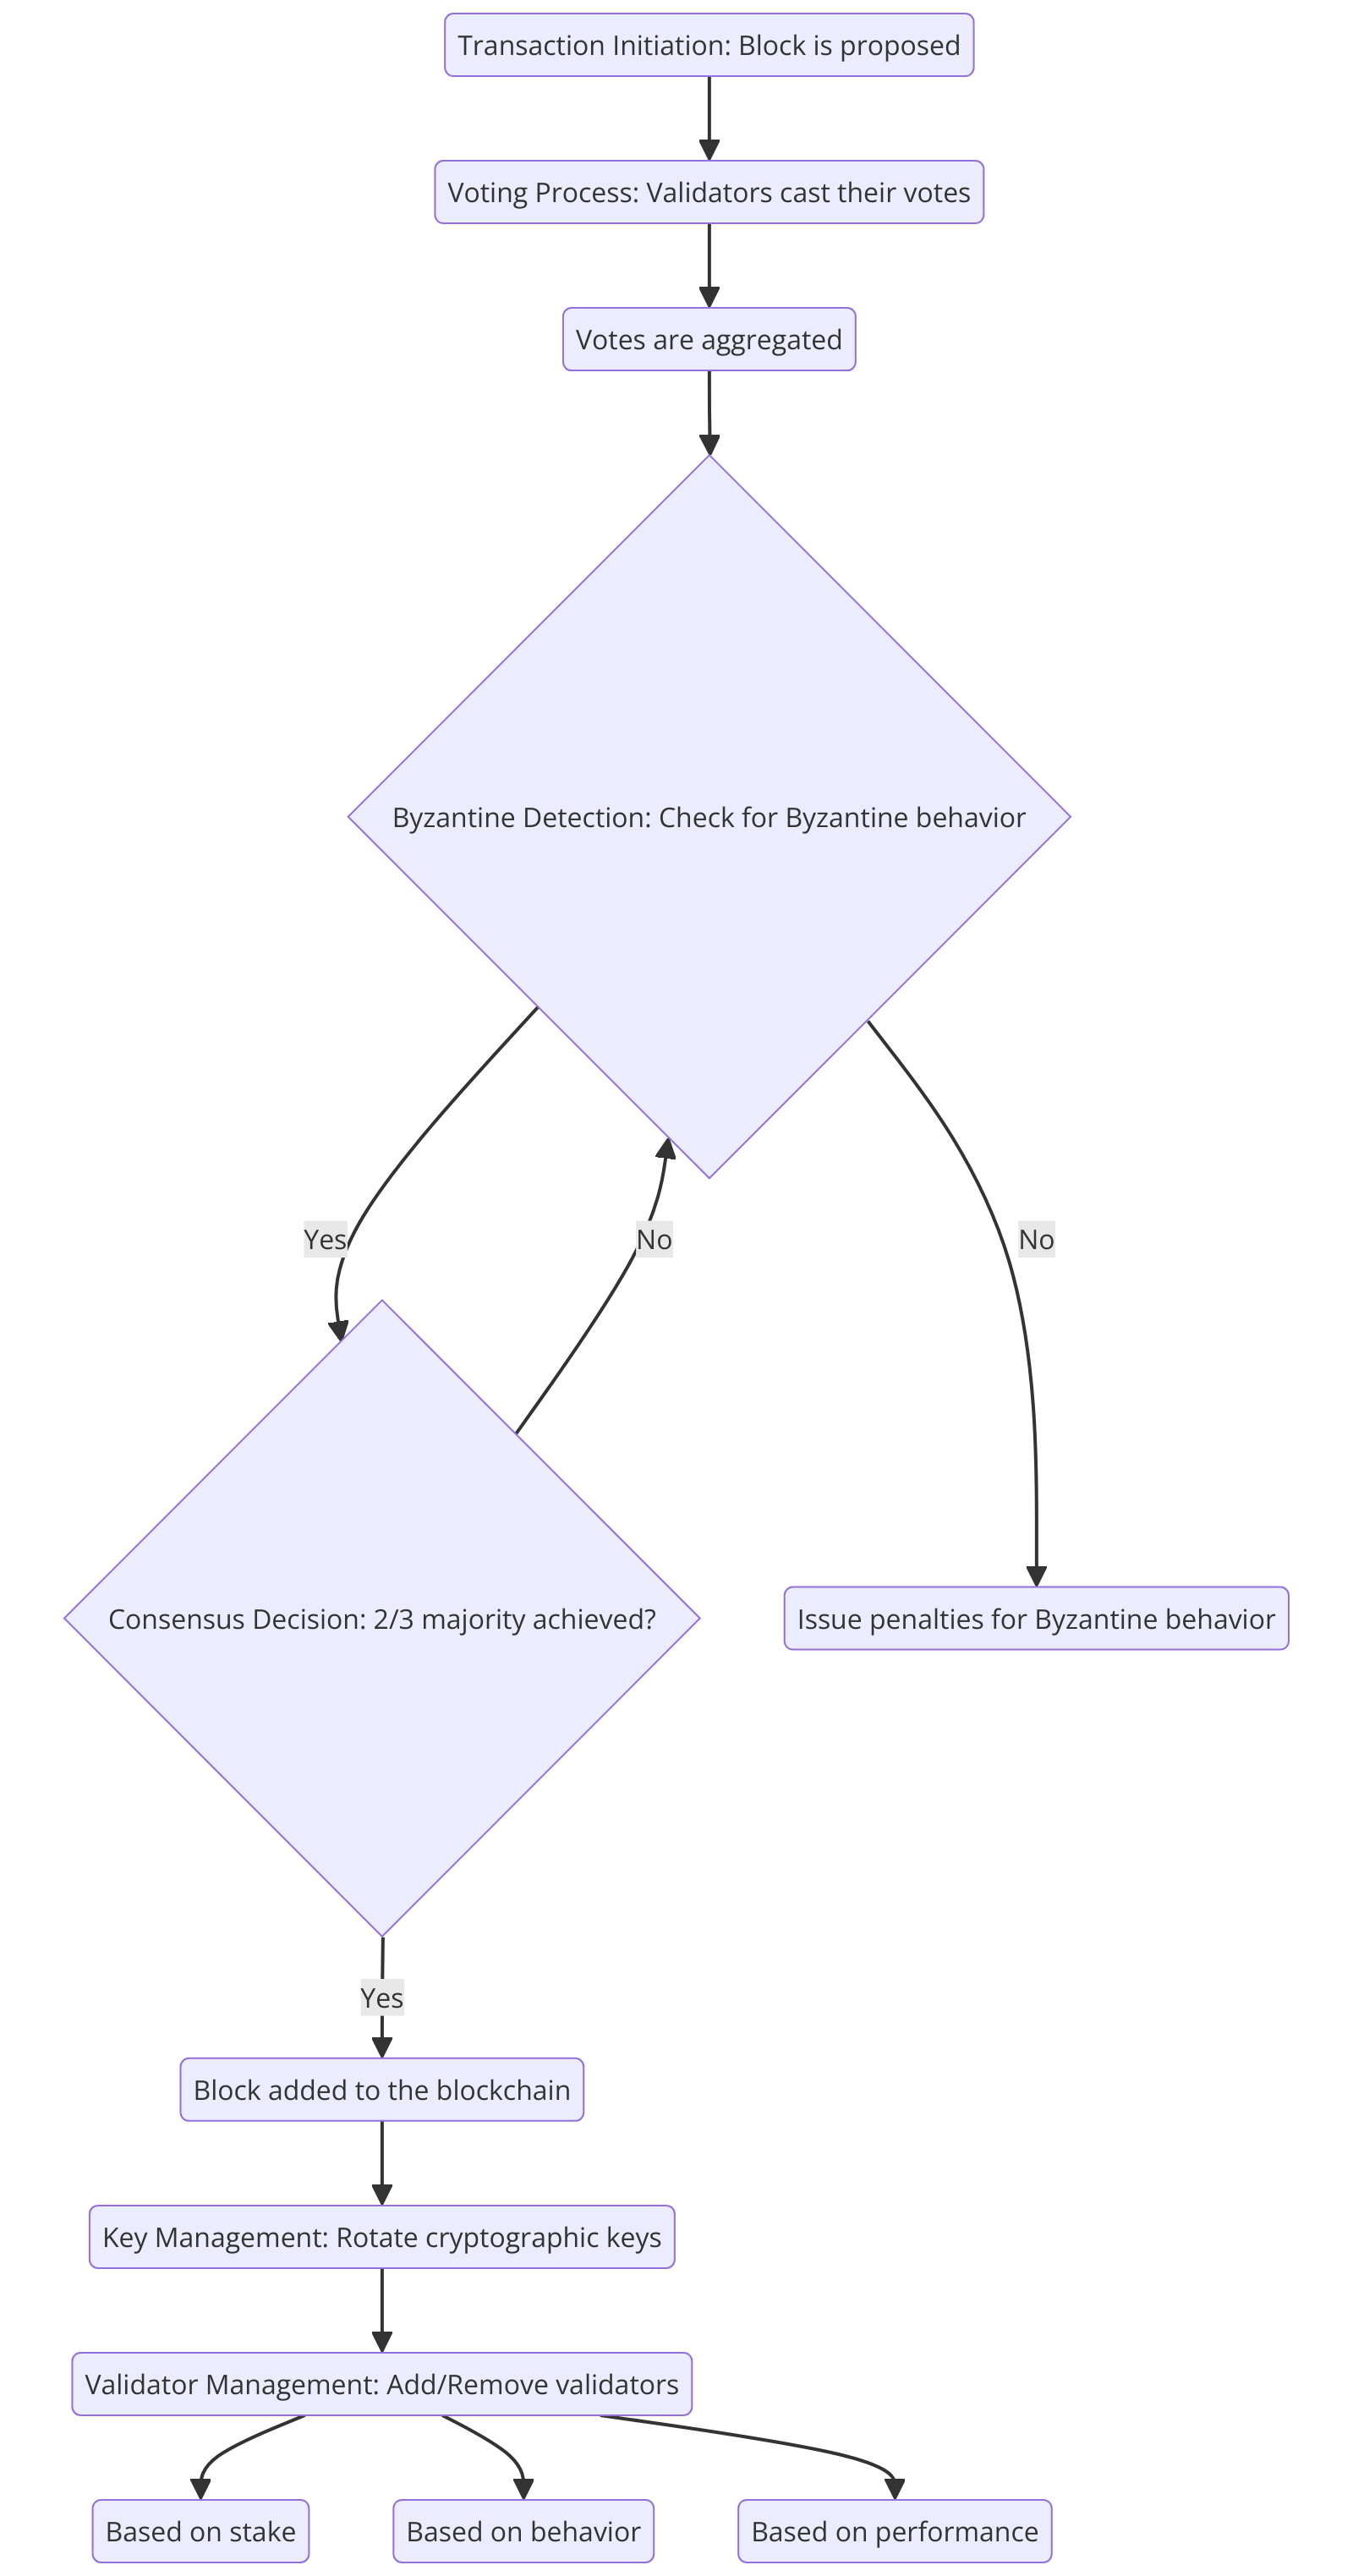 Transaction Initiation: Block is proposed
Voting Process: Validators cast their votes
Votes are aggregated
Byzantine Detection: Check for Byzantine behavior
Yes
No
No
Consensus Decision: 2/3 majority achieved?
Issue penalties for Byzantine behavior
Yes
Block added to the blockchain
Key Management: Rotate cryptographic keys
Validator Management: Add/Remove validators
Based on stake
Based on behavior
Based on performance